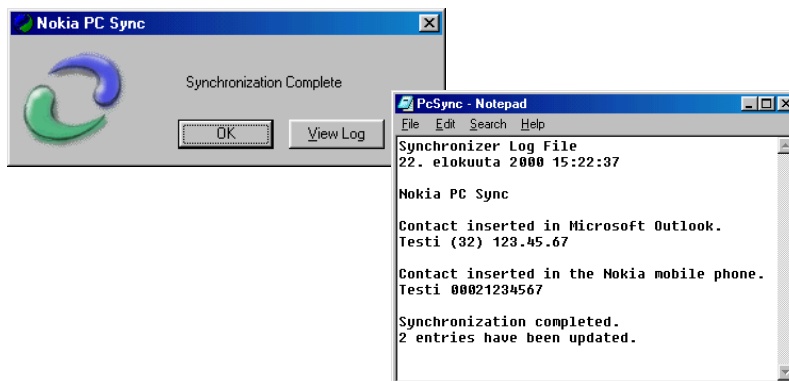 Nokia PC Sync
Synchronization Complete
OK
View Log
PcSync - Notepad
File Edit Search Help
Synchronizer Log File
22. elokuuta 2000 15:22:37
Nokia PC Sync
Contact inserted in Microsoft Outlook.
Testi (32) 123.45.67
Contact inserted in the Nokia mobile phone.
Testi 00021234567
Synchronization completed.
2 entries have been updated.